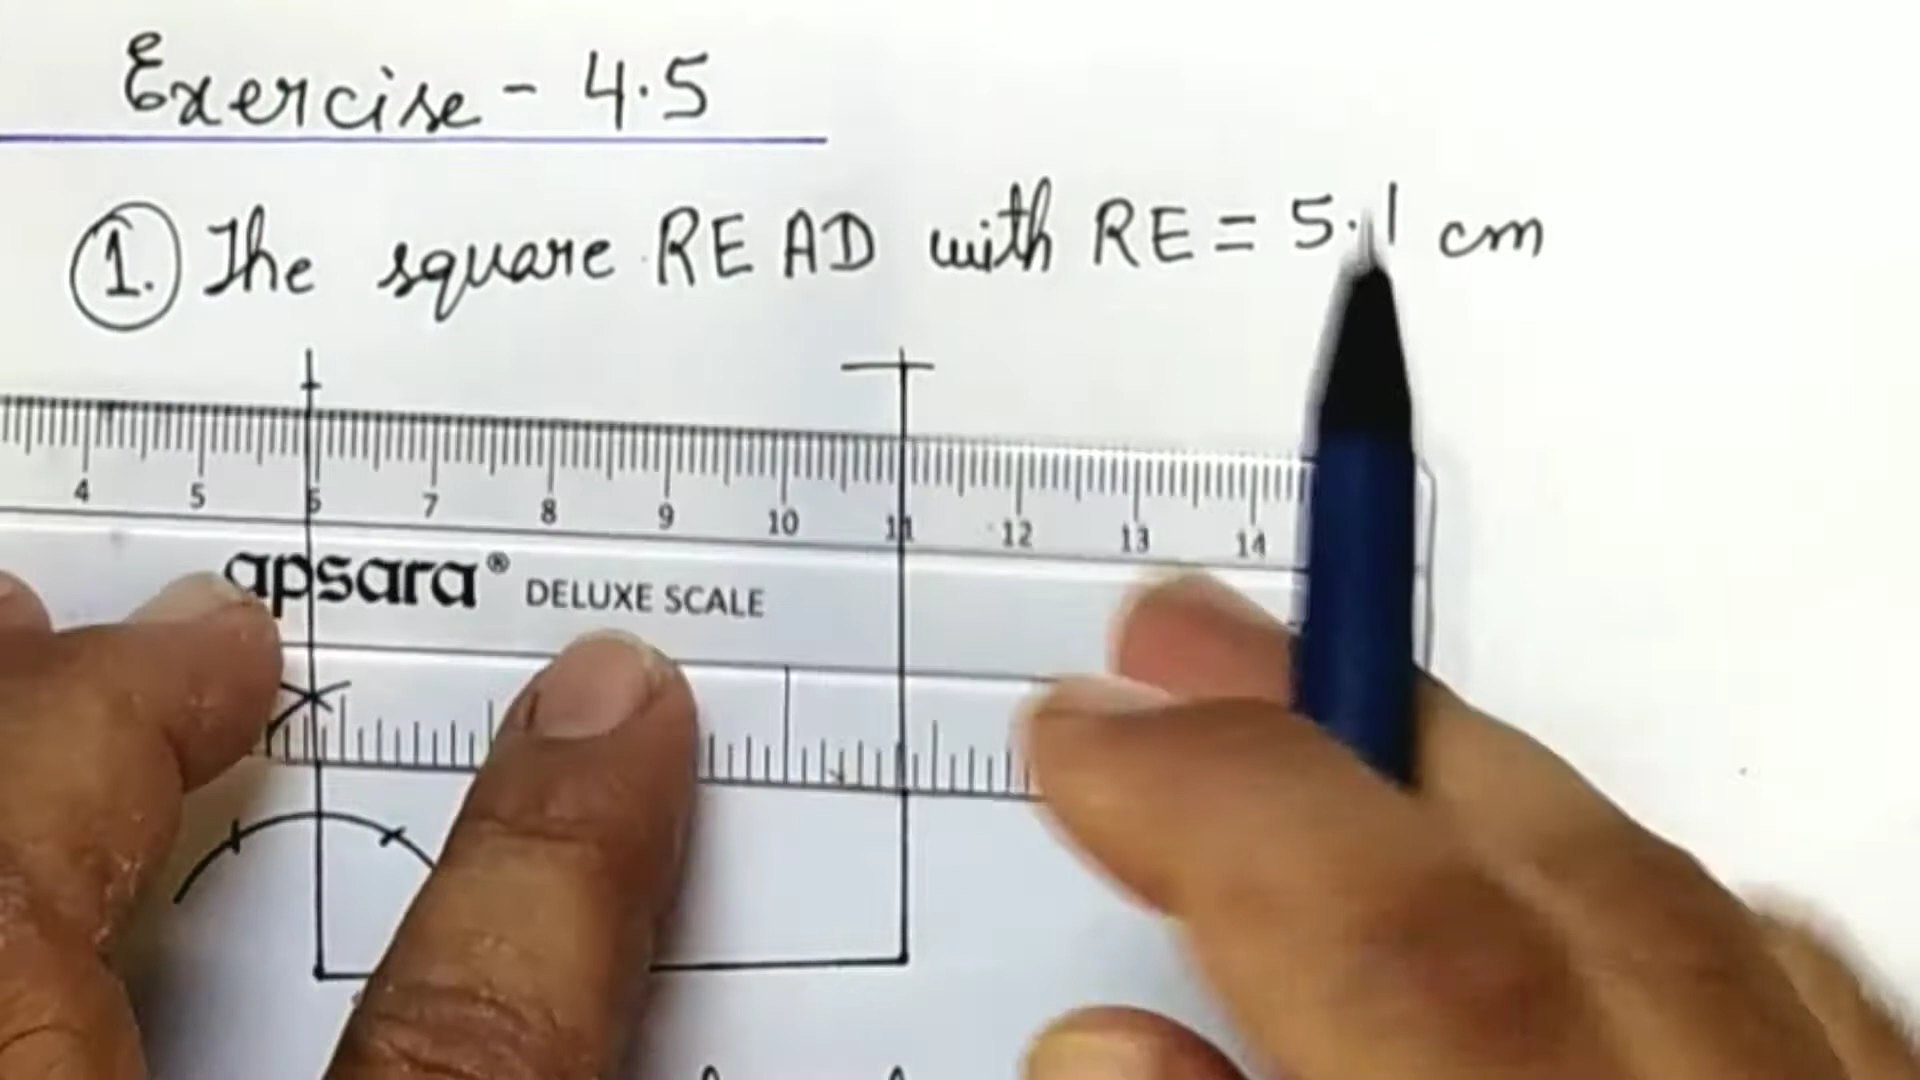 Exercise - 4.5
1. The square READ with RE = 5.1 cm
4 5 6 7 8 9 10 11 12 13 14
apsara® DELUXE SCALE